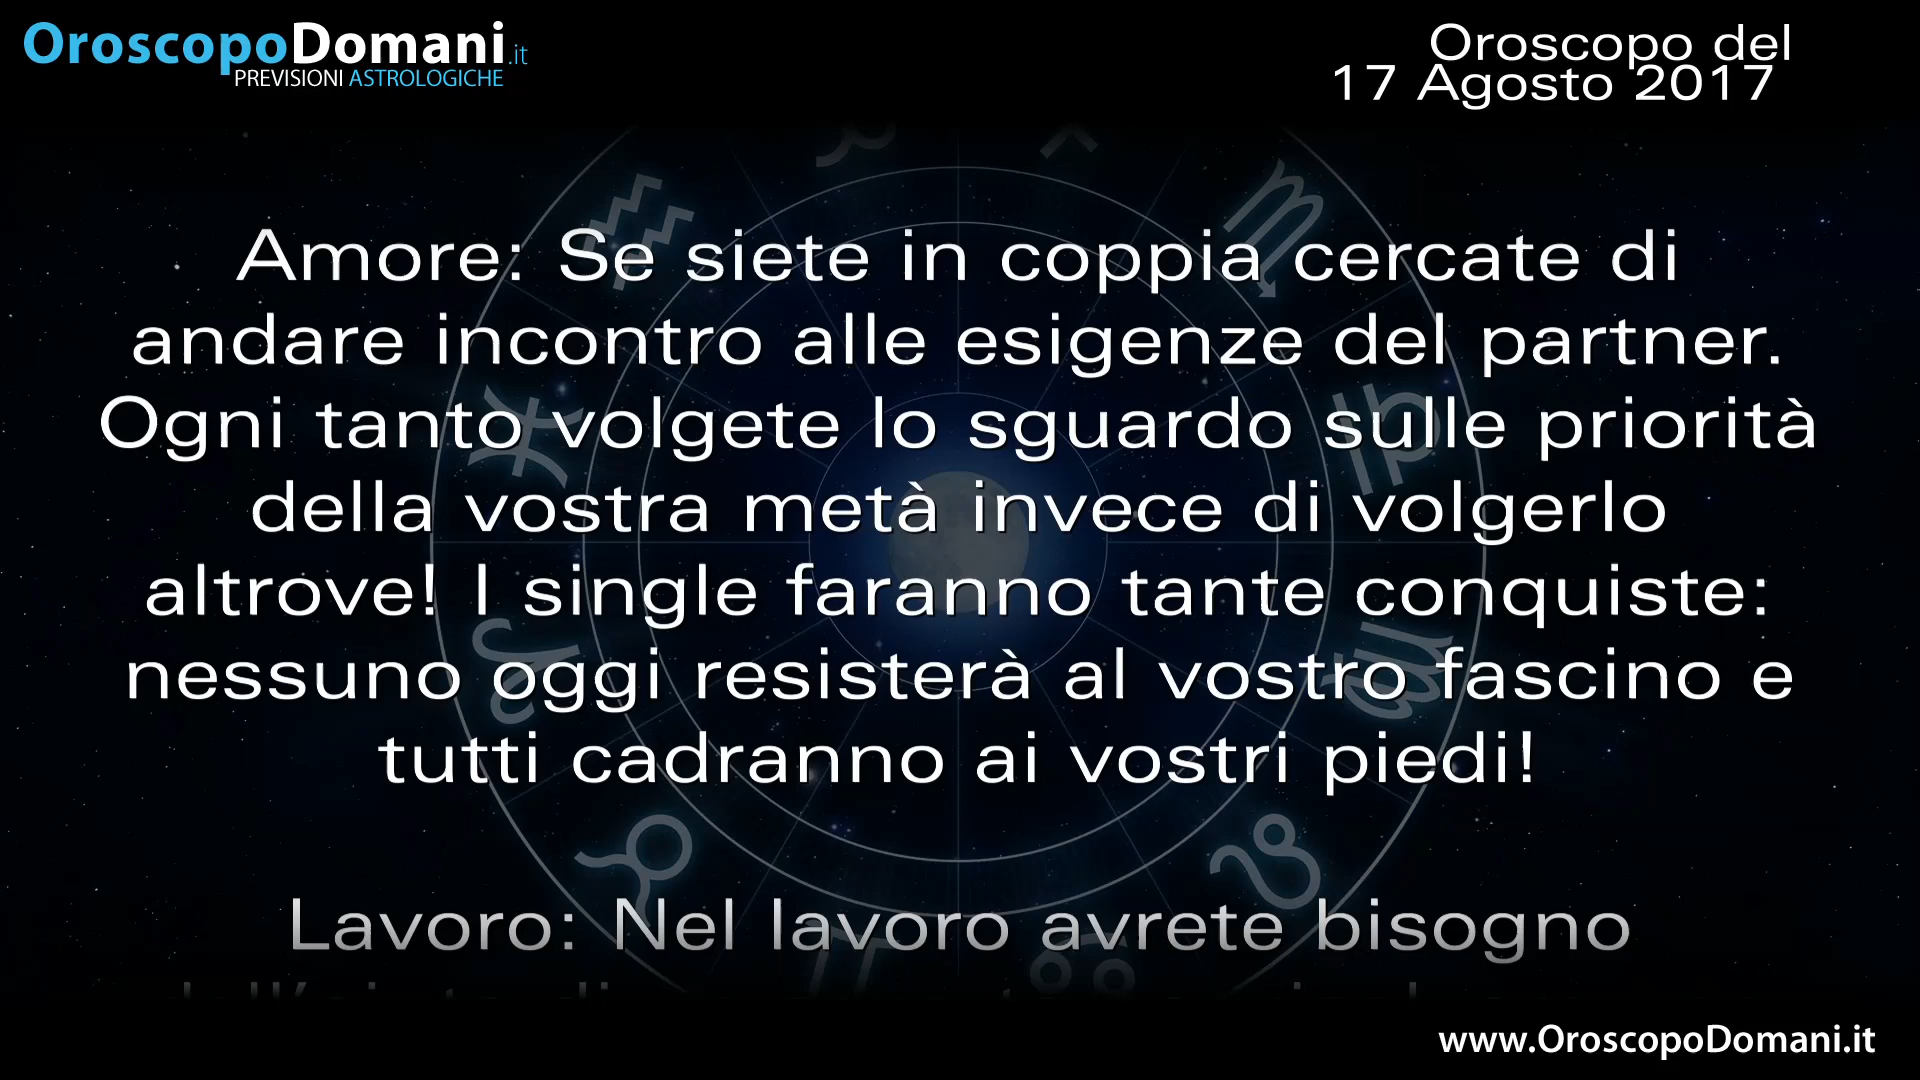 OroscopoDomani.it
PREVISIONI ASTROLOGICHE
Oroscopo del
17 Agosto 2017
Amore: Se siete in coppia cercate di
andare incontro alle esigenze del partner.
Ogni tanto volgete lo sguardo sulle priorità
della vostra metà invece di volgerlo
altrove! I single faranno tante conquiste:
nessuno oggi resisterà al vostro fascino e
tutti cadranno ai vostri piedi!
Lavoro: Nel lavoro avrete bisogno
www.OroscopoDomani.it